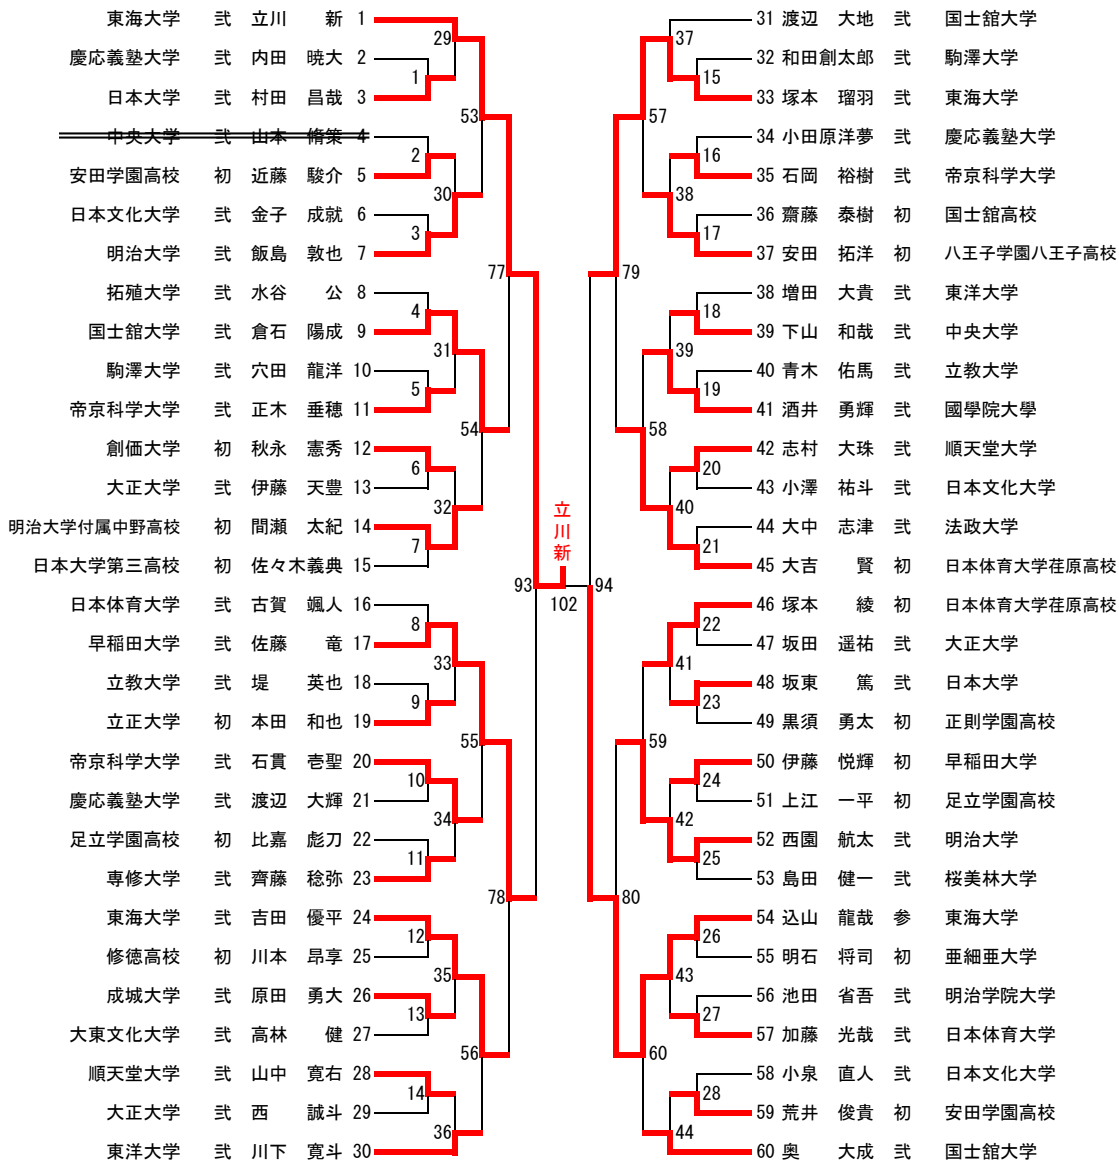 東海大学 弐 立川 新 1
慶応義塾大学 弐 内田 暁大 2
日本大学 弐 村田 昌哉 3
中央大学 弐 山本 脩策 4
安田学園高校 初 近藤 駿介 5
日本文化大学 弐 金子 成就 6
明治大学 弐 飯島 敦也 7
拓殖大学 弐 水谷 公 8
国士舘大学 弐 倉石 陽成 9
駒澤大学 弐 穴田 龍洋 10
帝京科学大学 弐 正木 垂穂 11
創価大学 初 秋永 憲秀 12
大正大学 弐 伊藤 天豊 13
明治大学付属中野高校 初 間瀬 太紀 14
日本大学第三高校 初 佐々木義典 15
日本体育大学 弐 古賀 颯人 16
早稲田大学 弐 佐藤 竜 17
立教大学 弐 堤 英也 18
立正大学 初 本田 和也 19
帝京科学大学 弐 石貫 壱聖 20
慶応義塾大学 弐 渡辺 大輝 21
足立学園高校 初 比嘉 彪刀 22
専修大学 弐 齊藤 稔弥 23
東海大学 弐 吉田 優平 24
修徳高校 初 川本 昂享 25
成城大学 弐 原田 勇大 26
大東文化大学 弐 高林 健 27
順天堂大学 弐 山中 寛右 28
大正大学 弐 西 誠斗 29
東洋大学 弐 川下 寛斗 30
1
2
3
4
5
6
7
8
9
10
11
12
13
14
29
30
31
32
33
34
35
36
53
54
55
56
77
78
93
立川新
102
94
79
80
57
58
59
60
37
38
39
40
41
42
43
44
15
16
17
18
19
20
21
22
23
24
25
26
27
28
31 渡辺 大地 弐 国士舘大学
32 和田創太郎 弐 駒澤大学
33 塚本 瑠羽 弐 東海大学
34 小田原洋夢 弐 慶応義塾大学
35 石岡 裕樹 弐 帝京科学大学
36 齋藤 泰樹 初 国士舘高校
37 安田 拓洋 初 八王子学園八王子高校
38 増田 大貴 弐 東洋大学
39 下山 和哉 弐 中央大学
40 青木 佑馬 弐 立教大学
41 酒井 勇輝 弐 國學院大學
42 志村 大珠 弐 順天堂大学
43 小澤 祐斗 弐 日本文化大学
44 大中 志津 弐 法政大学
45 大吉 賢 初 日本体育大学荏原高校
46 塚本 綾 初 日本体育大学荏原高校
47 坂田 遥祐 弐 大正大学
48 坂東 篤 弐 日本大学
49 黒須 勇太 初 正則学園高校
50 伊藤 悦輝 初 早稲田大学
51 上江 一平 初 足立学園高校
52 西園 航太 弐 明治大学
53 島田 健一 弐 桜美林大学
54 込山 龍哉 参 東海大学
55 明石 将司 初 亜細亜大学
56 池田 省吾 弐 明治学院大学
57 加藤 光哉 弐 日本体育大学
58 小泉 直人 弐 日本文化大学
59 荒井 俊貴 初 安田学園高校
60 奥 大成 弐 国士舘大学